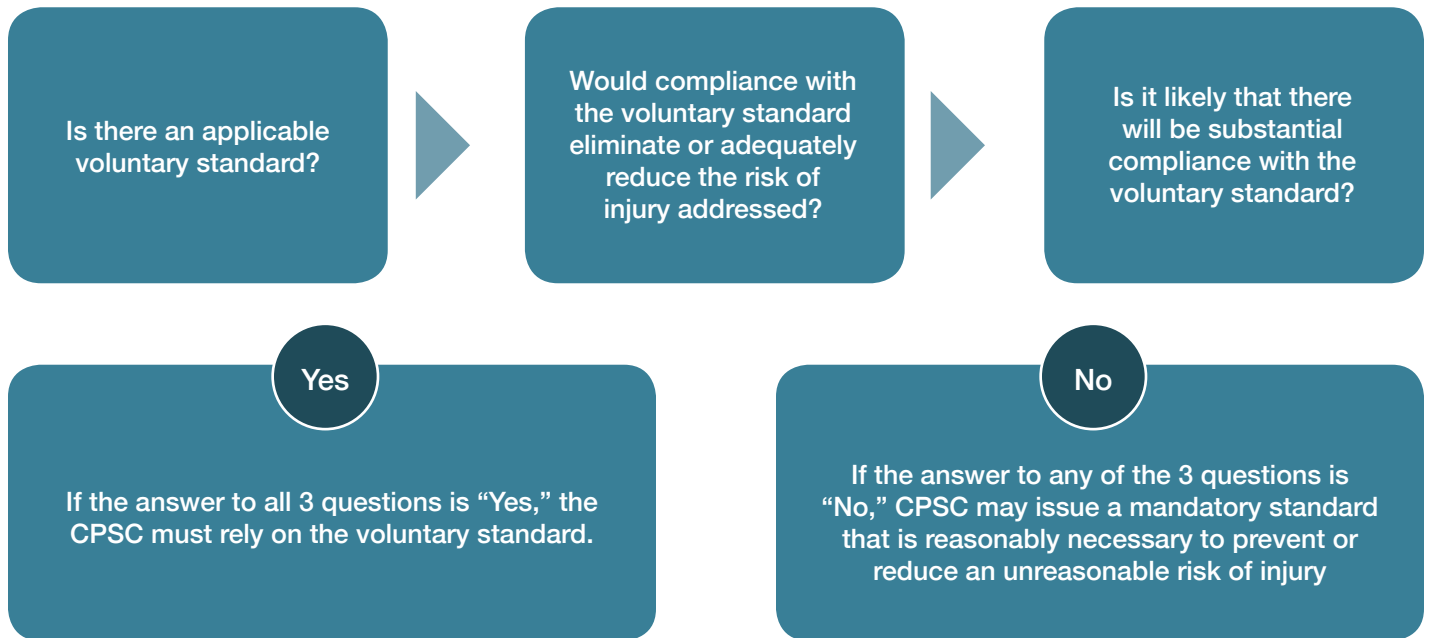 Is there an applicable
voluntary standard?
Would compliance with
the voluntary standard
eliminate or adequately
reduce the risk of
injury addressed?
Is it likely that there
will be substantial
compliance with the
voluntary standard?
Yes
If the answer to all 3 questions is “Yes,” the
CPSC must rely on the voluntary standard.
No
If the answer to any of the 3 questions is
“No,” CPSC may issue a mandatory standard
that is reasonably necessary to prevent or
reduce an unreasonable risk of injury